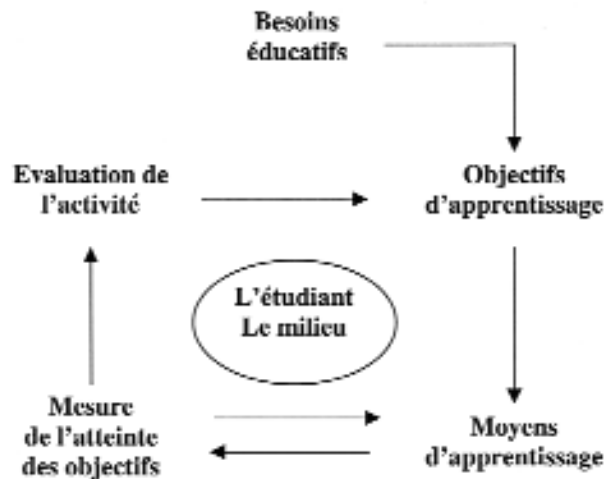 Besoins
éducatifs
Evaluation de
l'activité
Objectifs
d'apprentissage
L'étudiant
Le milieu
Mesure
de l'atteinte
des objectifs
Moyens
d'apprentissage